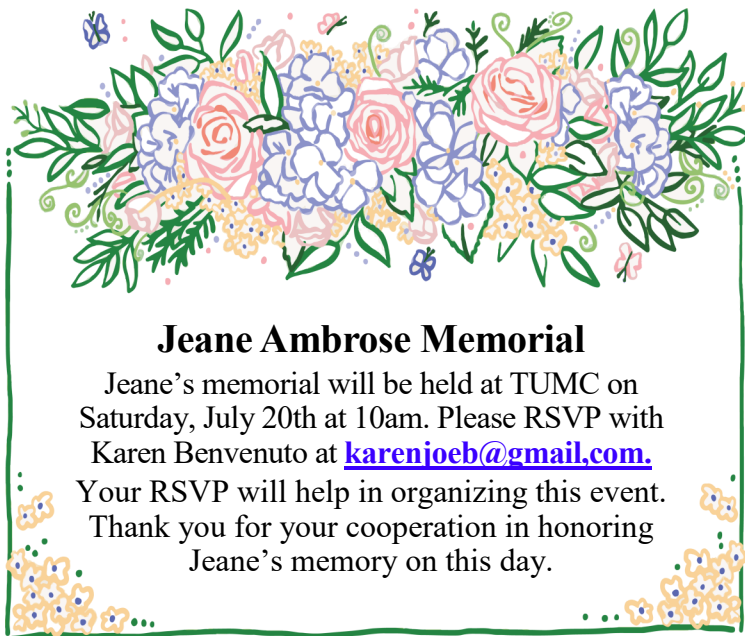 Jeane Ambrose Memorial
Jeane’s memorial will be held at TUMC on
Saturday, July 20th at 10am. Please RSVP with
Karen Benvenuto at karenjoeb@gmail,com.
Your RSVP will help in organizing this event.
Thank you for your cooperation in honoring
Jeane’s memory on this day.